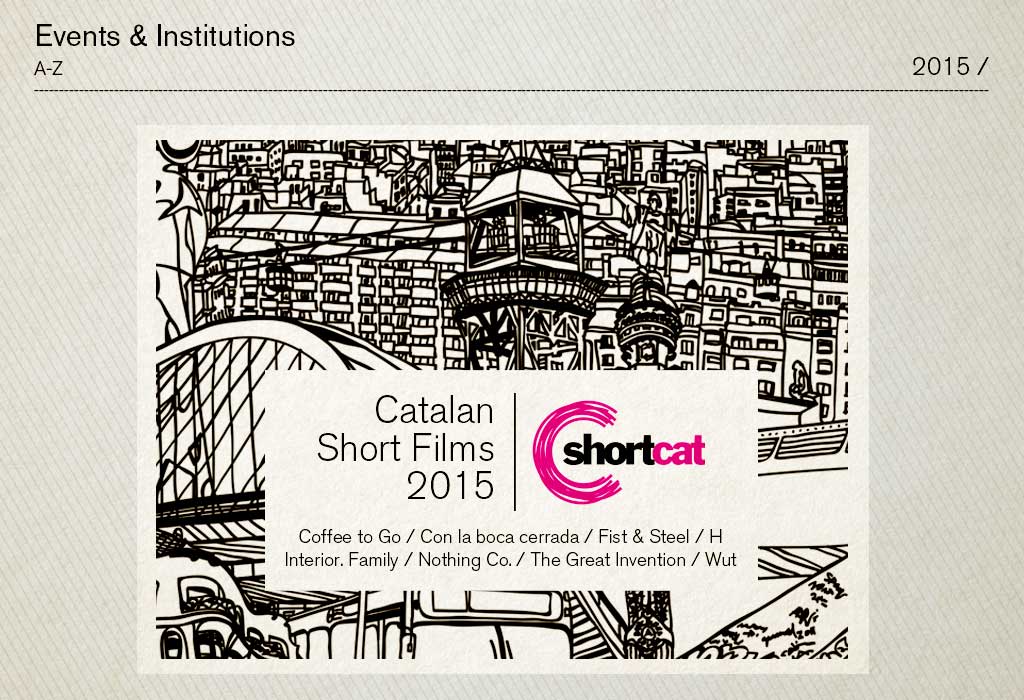 Events & Institutions
A-Z
2015 /
Catalan
Short Films
2015
shortcat
Coffee to Go / Con la boca cerrada / Fist & Steel / H
Interior. Family / Nothing Co. / The Great Invention / Wut